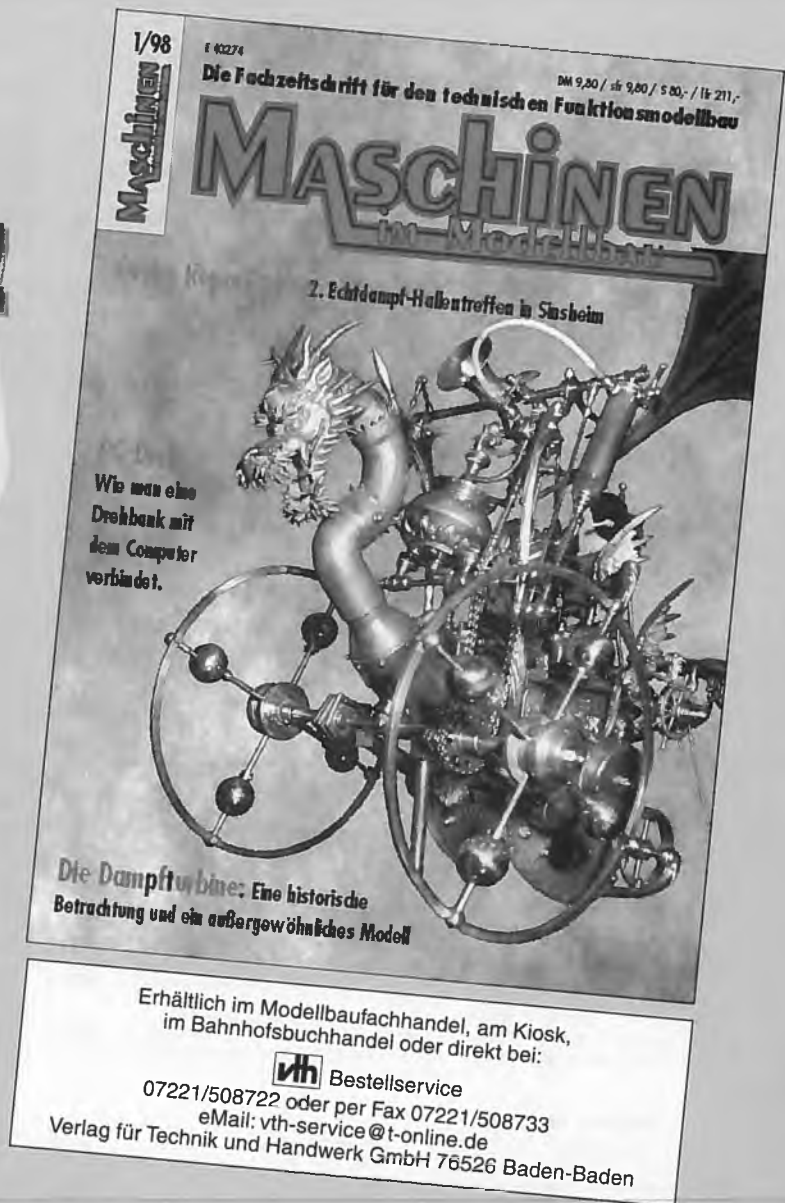 1/98
MASCHINEN
E 40274
DM 9,80 / sfr 9,80 / S 80,- / lfr 211,-
Die Fachzeitschrift für den technischen Funktionsmodellbau
MASCHINEN
im Modellbau
2. Echtdampf-Hallentreffen in Sinsheim
Wie man eine
Drehbank mit
dem Computer
verbindet.
Die Dampfturbine: Eine historische
Betrachtung und ein außergewöhnliches Modell
Erhältlich im Modellbaufachhandel, am Kiosk,
im Bahnhofsbuchhandel oder direkt bei:
vth Bestellservice
07221/508722 oder per Fax 07221/508733
eMail: vth-service@t-online.de
Verlag für Technik und Handwerk GmbH 76526 Baden-Baden